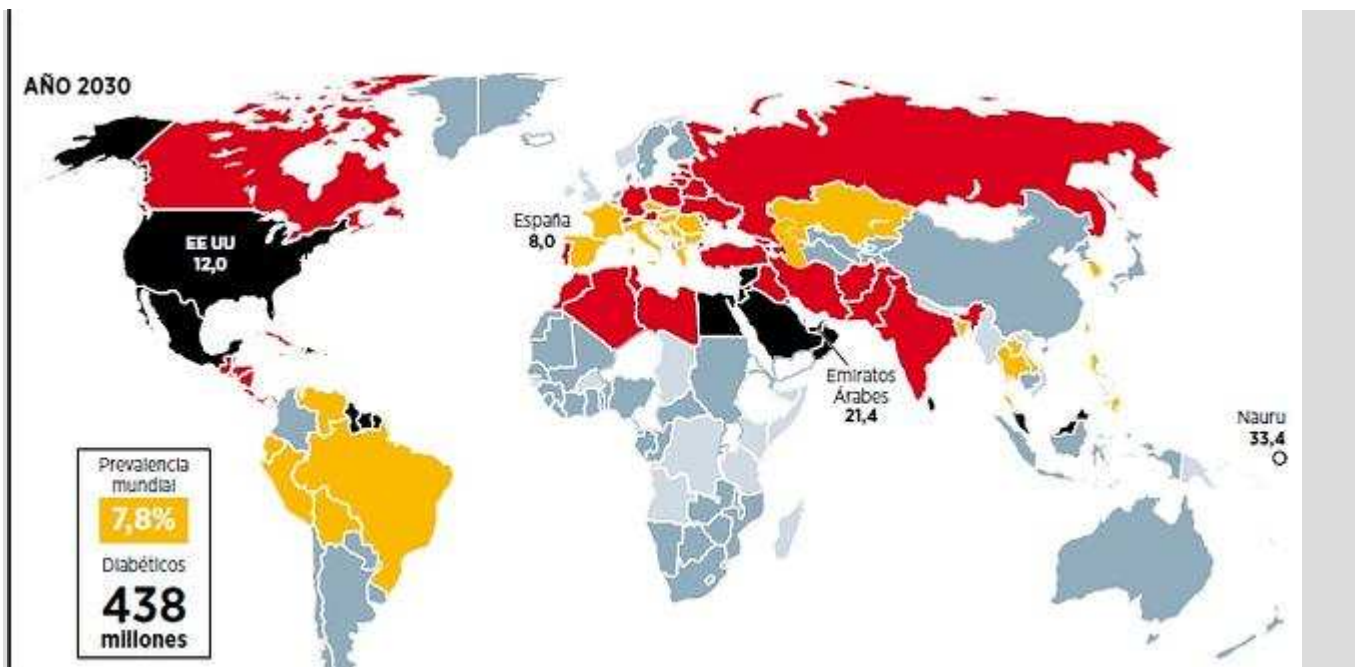 AÑO 2030
EE UU
12,0
España
8,0
Emiratos
Árabes
21,4
Nauru
33,4
Prevalencia
mundial
7,8%
Diabéticos
438
millones